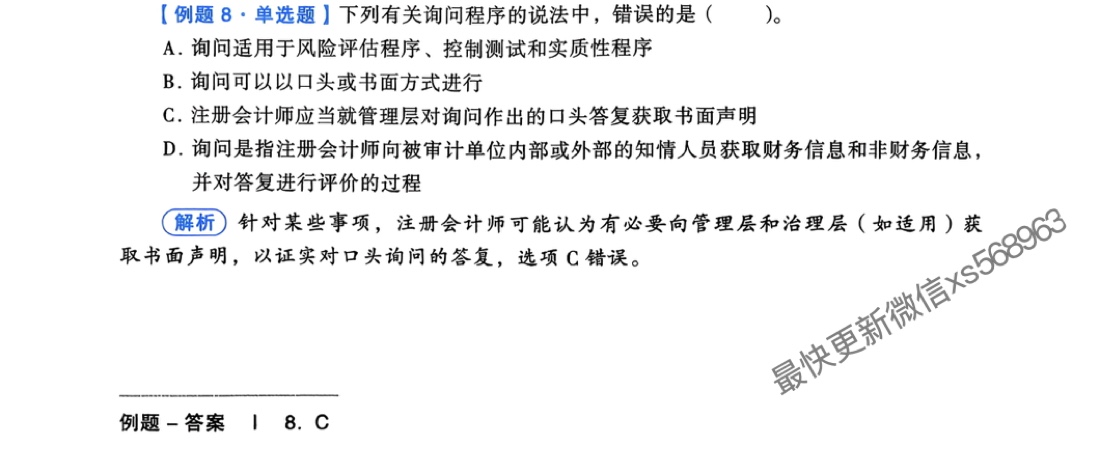 【例题 8·单选题】下列有关询问程序的说法中，错误的是（　　）。
A. 询问适用于风险评估程序、控制测试和实质性程序
B. 询问可以以口头或书面方式进行
C. 注册会计师应当就管理层对询问作出的口头答复获取书面声明
D. 询问是指注册会计师向被审计单位内部或外部的知情人员获取财务信息和非财务信息，
并对答复进行评价的过程
解析 针对某些事项，注册会计师可能认为有必要向管理层和治理层（如适用）获
取书面声明，以证实对口头询问的答复，选项 C 错误。
最快更新微信xs568963
例题－答案 | 8. C